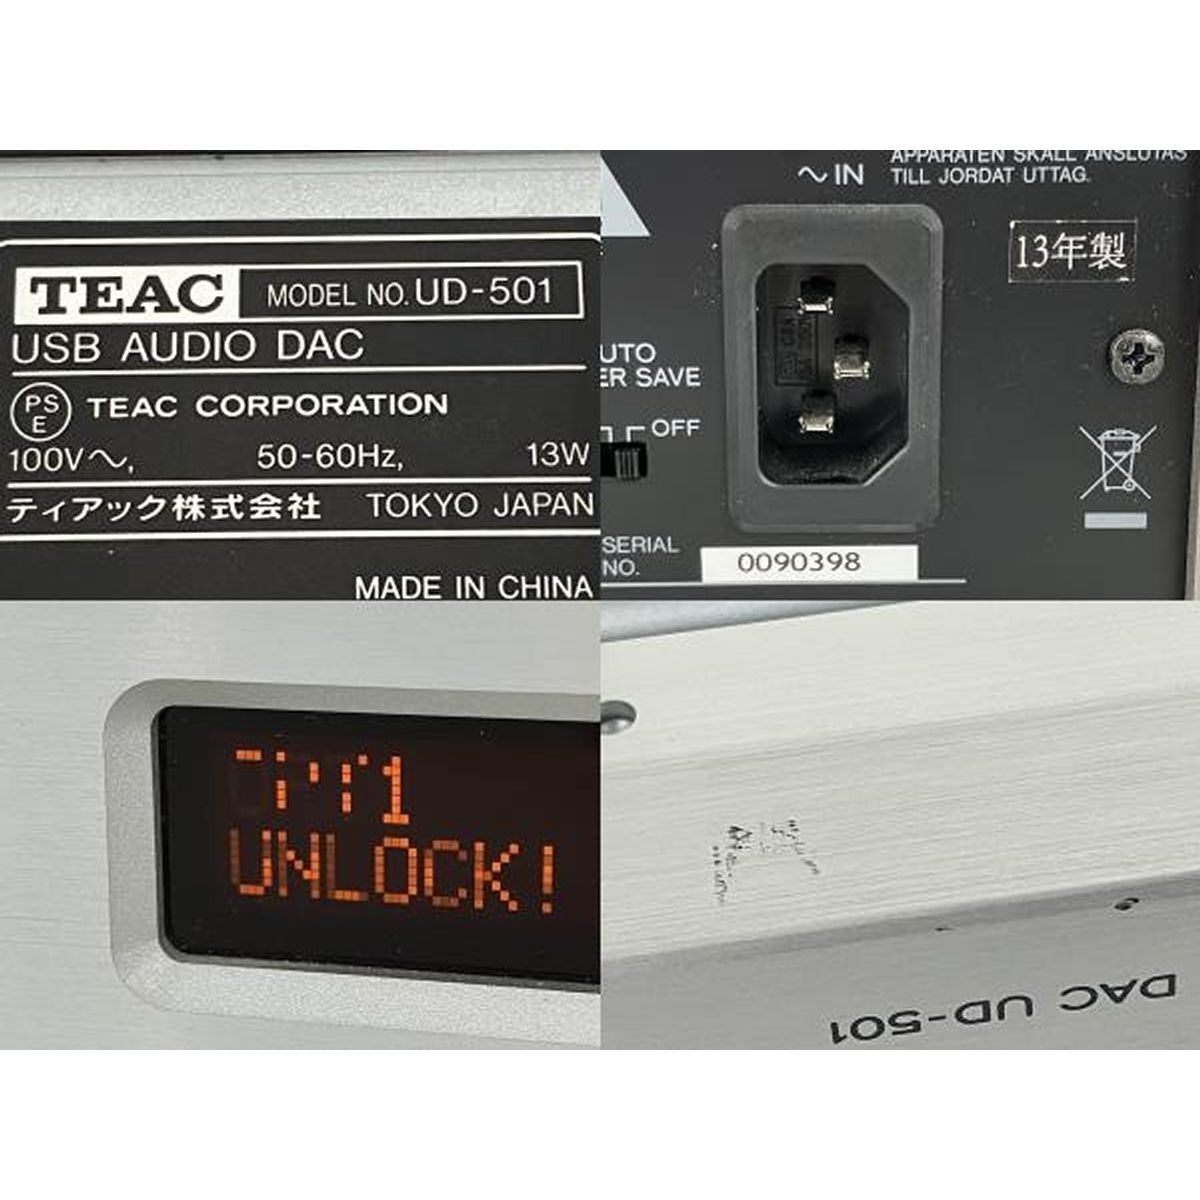 TEAC MODEL NO. UD-501
USB AUDIO DAC
PS
E
TEAC CORPORATION
100V～, 50-60Hz, 13W
ティアック株式会社 TOKYO JAPAN
MADE IN CHINA
APPARATEN SKALL ANSLUTAS
～IN TILL JORDAT UTTAG.
13年製
UTO
ER SAVE
OFF
SERIAL
NO. 0090398
UNLOCK!
DAC UD-501